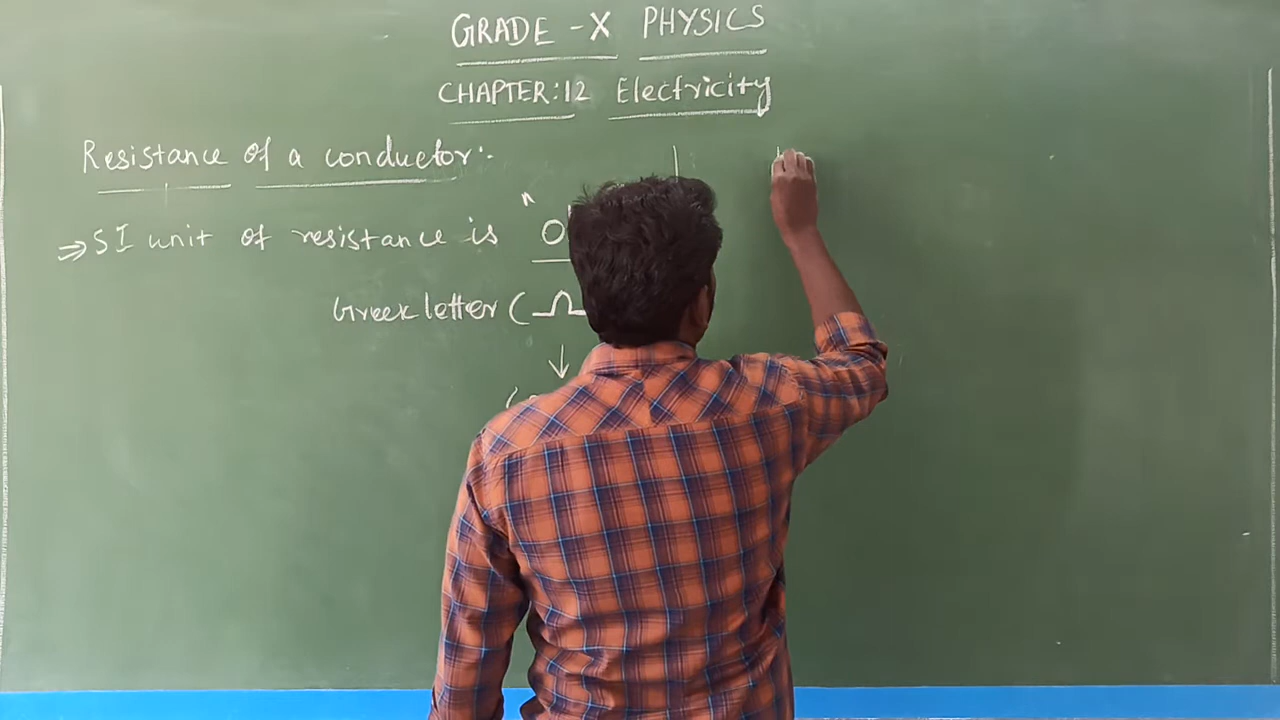 GRADE - X PHYSICS
CHAPTER:12 Electricity
Resistance of a conductor:-
⇒ SI unit of resistance is "
Greek letter ( Ω
↓
(